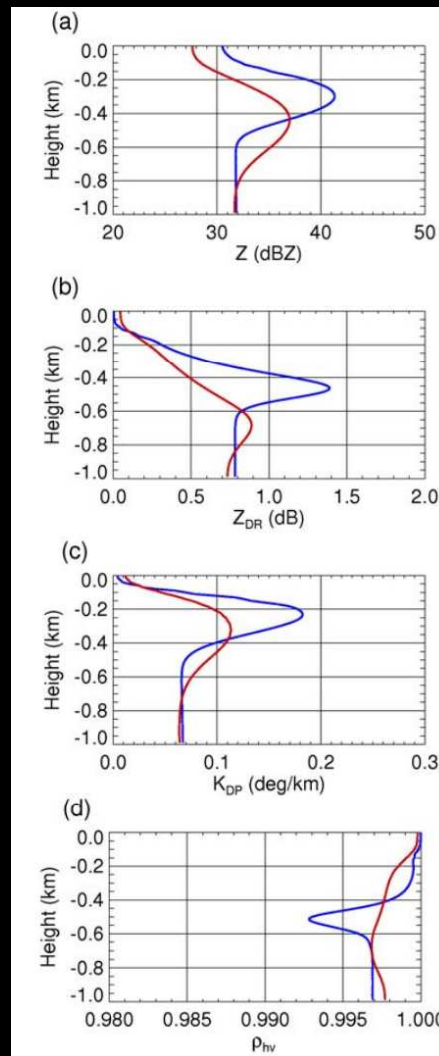 (a)
0.0
-0.2
-0.4
-0.6
-0.8
-1.0
Height (km)
20 30 40 50
Z (dBZ)
(b)
0.0
-0.2
-0.4
-0.6
-0.8
-1.0
Height (km)
0.0 0.5 1.0 1.5 2.0
ZDR (dB)
(c)
0.0
-0.2
-0.4
-0.6
-0.8
-1.0
Height (km)
0.0 0.1 0.2 0.3
KDP (deg/km)
(d)
0.0
-0.2
-0.4
-0.6
-0.8
-1.0
Height (km)
0.980 0.985 0.990 0.995 1.000
ρhv